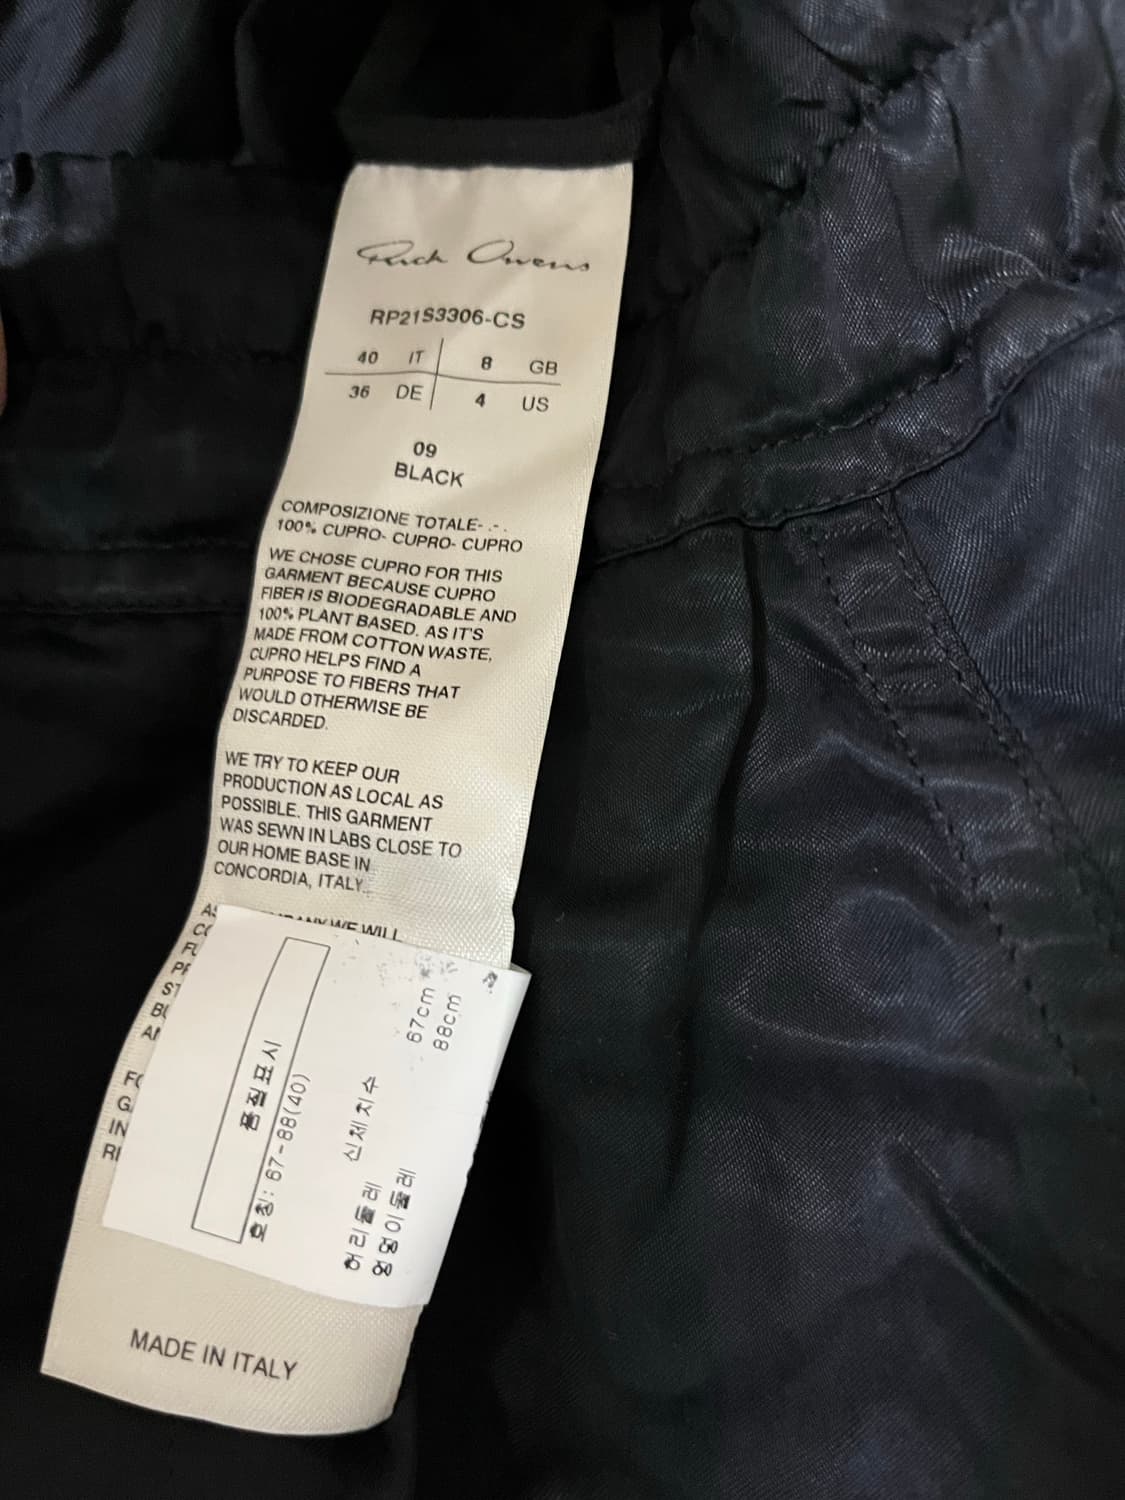 Rick Owens
RP21S3306-CS
40 IT 8 GB
36 DE 4 US
09
BLACK
COMPOSIZIONE TOTALE- .- .
100% CUPRO- CUPRO- CUPRO
WE CHOSE CUPRO FOR THIS
GARMENT BECAUSE CUPRO
FIBER IS BIODEGRADABLE AND
100% PLANT BASED. AS IT'S
MADE FROM COTTON WASTE,
CUPRO HELPS FIND A
PURPOSE TO FIBERS THAT
WOULD OTHERWISE BE
DISCARDED.
WE TRY TO KEEP OUR
PRODUCTION AS LOCAL AS
POSSIBLE. THIS GARMENT
WAS SEWN IN LABS CLOSE TO
OUR HOME BASE IN
CONCORDIA, ITALY.
WE WILL
품질표시
호칭: 67-88(40)
신체치수
허리둘레 67cm
엉덩이둘레 88cm
MADE IN ITALY